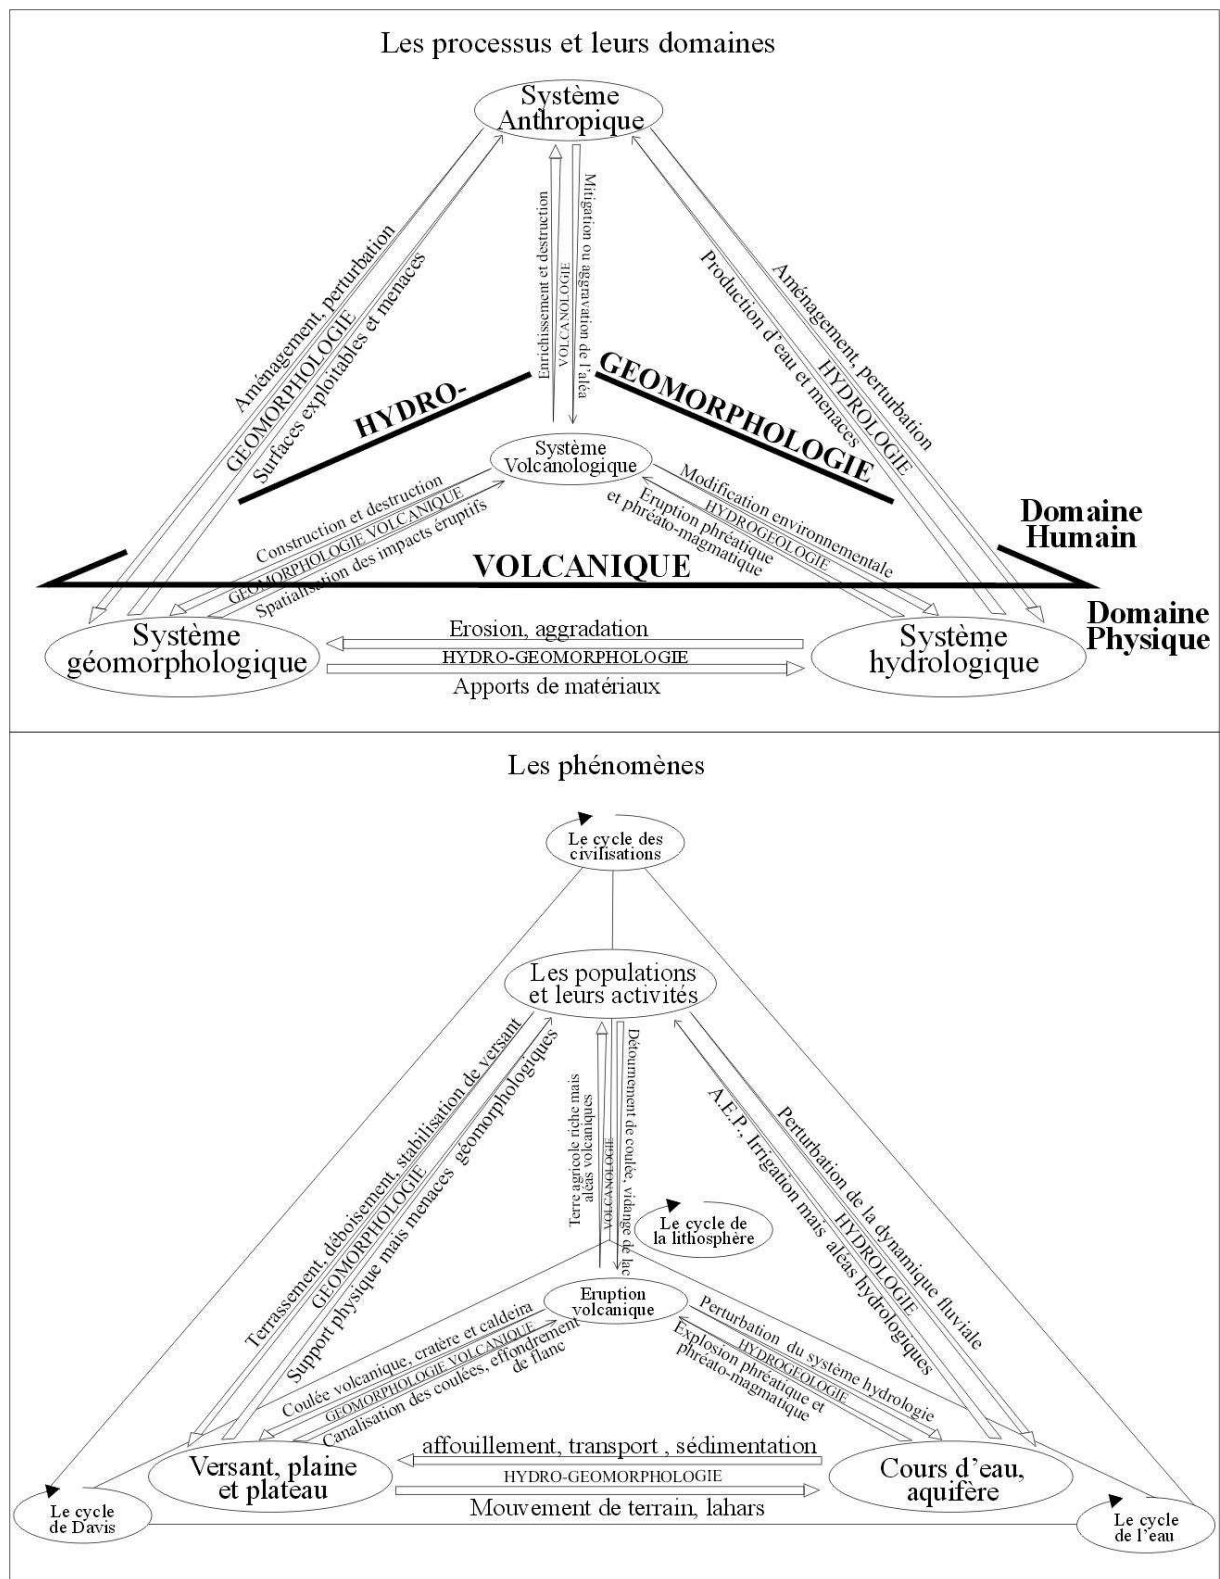 Les processus et leurs domaines
Système
Anthropique
Aménagement, perturbation
GEOMORPHOLOGIE
Surfaces exploitables et menaces
Enrichissement et destruction
VOLCANOLOGIE
Mitigation ou aggravation de l'aléa
Aménagement, perturbation
HYDROLOGIE
Production d'eau et menaces
HYDRO-
GEOMORPHOLOGIE
VOLCANIQUE
Système
Volcanologique
Construction et destruction
GEOMORPHOLOGIE VOLCANIQUE
Spatialisation des impacts éruptifs
Modification environnementale
HYDROGEOLOGIE
Eruption phréatique
et phréato-magmatique
Domaine
Humain
Domaine
Physique
Système
géomorphologique
Erosion, aggradation
HYDRO-GEOMORPHOLOGIE
Apports de matériaux
Système
hydrologique
Les phénomènes
Le cycle des
civilisations
Les populations
et leurs activités
Terrassement, déboisement, stabilisation de versant
GEOMORPHOLOGIE
Support physique mais menaces géomorphologiques
Terre agricole riche mais
aléas volcaniques
VOLCANOLOGIE
Détournement de coulée, vidange de lac
Perturbation de la dynamique fluviale
HYDROLOGIE
A.E.P., Irrigation mais aléas hydrologiques
Le cycle de
la lithosphère
Eruption
volcanique
Coulée volcanique, cratère et caldeira
GEOMORPHOLOGIE VOLCANIQUE
Canalisation des coulées, effondrement
de flanc
Perturbation du système hydrologie
HYDROGEOLOGIE
Explosion phréatique et
phréato-magmatique
Versant, plaine
et plateau
affouillement, transport , sédimentation
HYDRO-GEOMORPHOLOGIE
Mouvement de terrain, lahars
Cours d'eau,
aquifère
Le cycle
de Davis
Le cycle
de l'eau